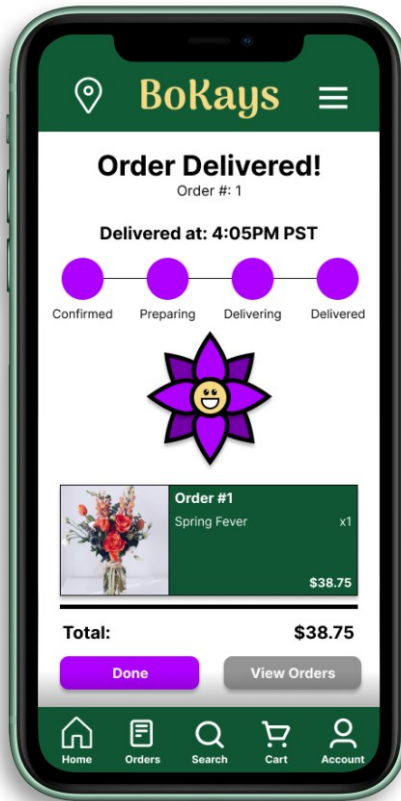 BoKays
Order Delivered!
Order #: 1
Delivered at: 4:05PM PST
Confirmed Preparing Delivering Delivered
Order #1
Spring Fever x1
$38.75
Total: $38.75
Done View Orders
Home Orders Search Cart Account